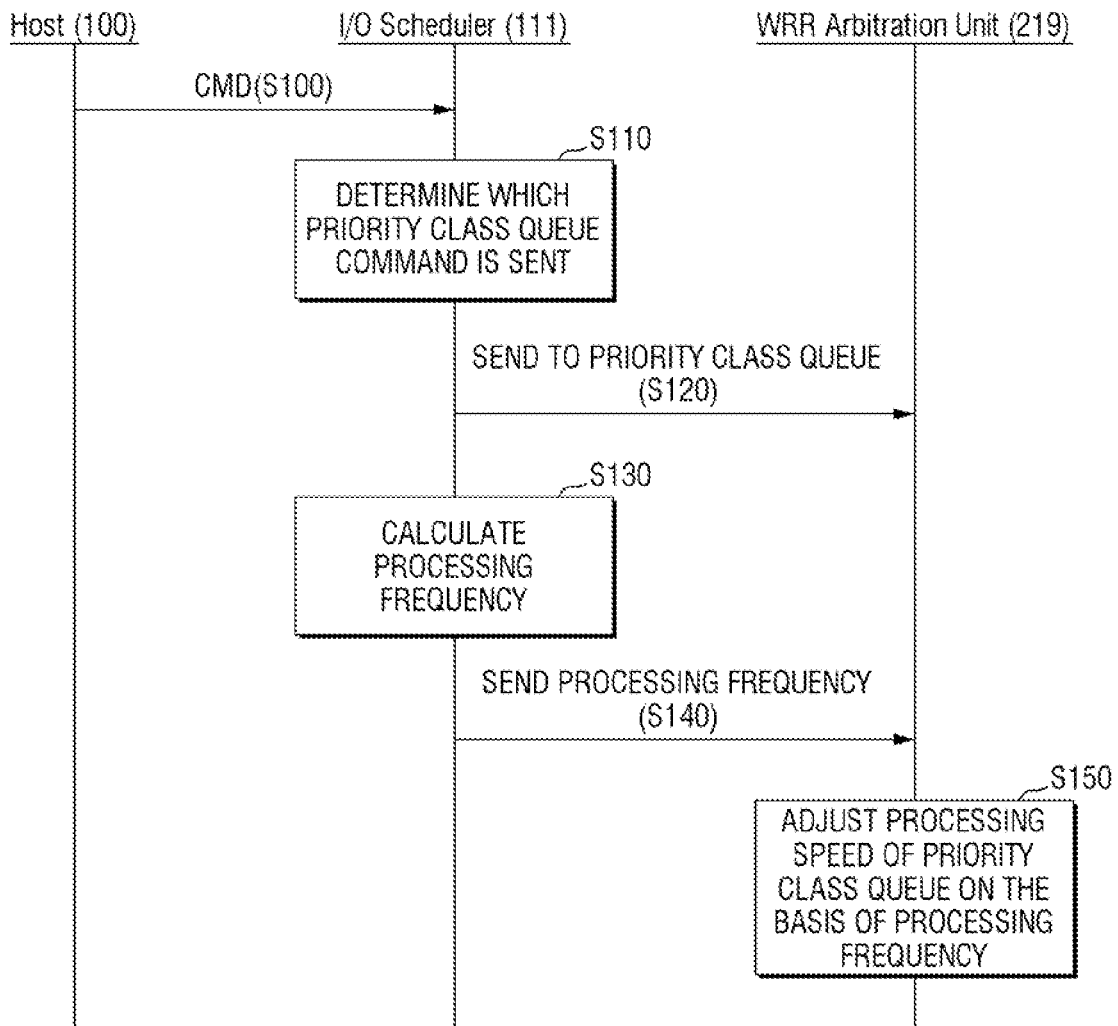 Host (100)
I/O Scheduler (111)
WRR Arbitration Unit (219)
CMD(S100)
S110
DETERMINE WHICH
PRIORITY CLASS QUEUE
COMMAND IS SENT
SEND TO PRIORITY CLASS QUEUE
(S120)
S130
CALCULATE
PROCESSING
FREQUENCY
SEND PROCESSING FREQUENCY
(S140)
S150
ADJUST PROCESSING
SPEED OF PRIORITY
CLASS QUEUE ON THE
BASIS OF PROCESSING
FREQUENCY